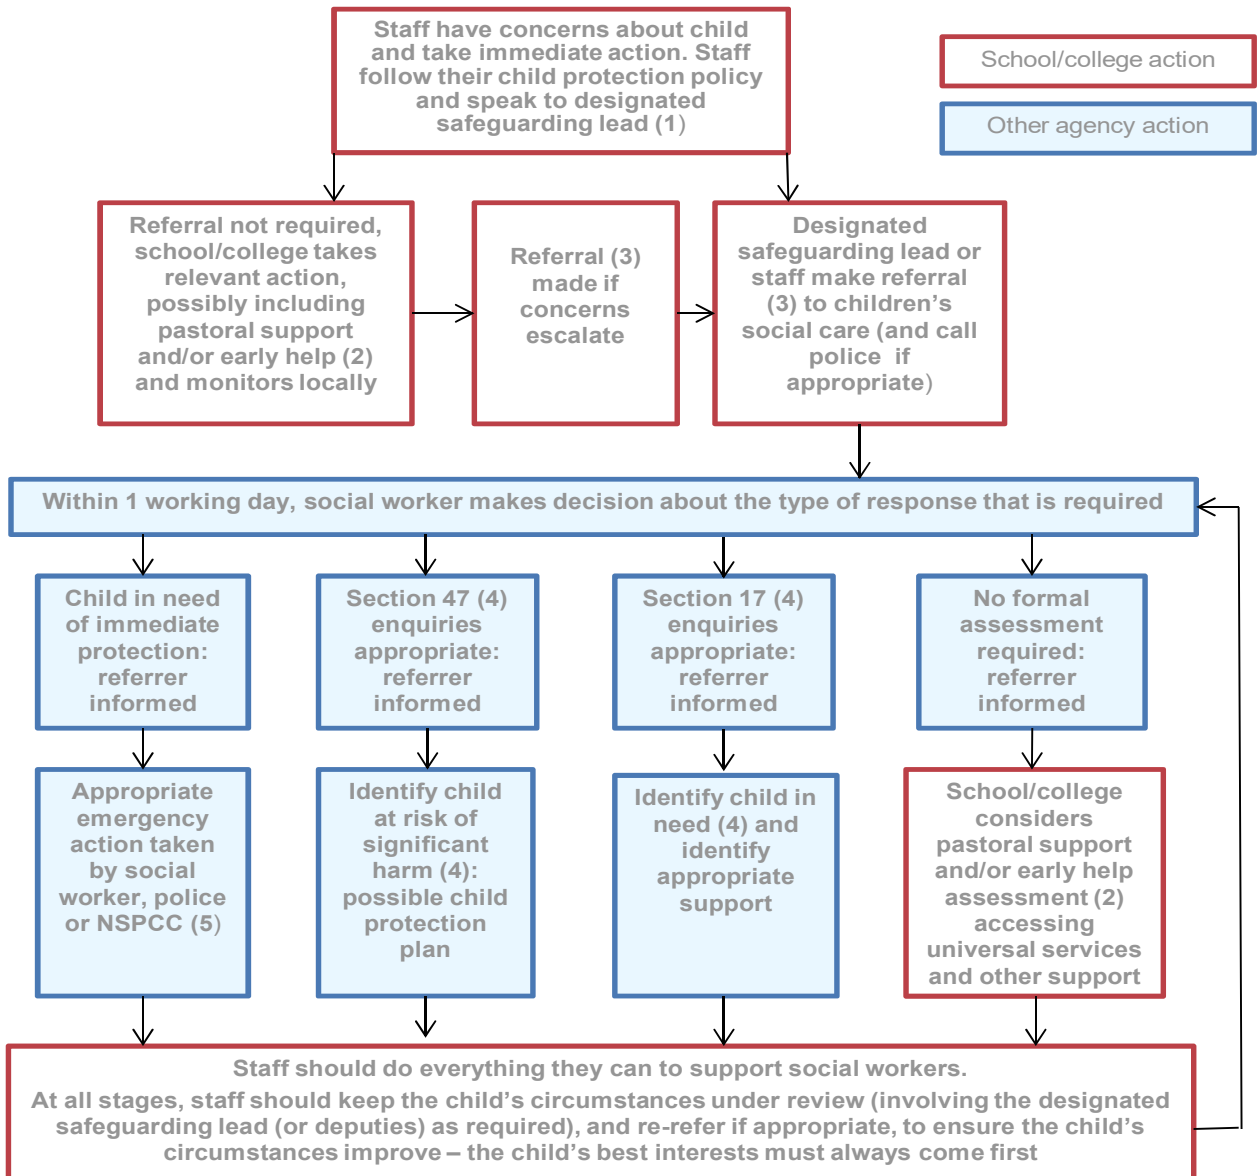 Staff have concerns about child
and take immediate action. Staff
follow their child protection policy
and speak to designated
safeguarding lead (1)
School/college action
Other agency action
Referral not required,
school/college takes
relevant action,
possibly including
pastoral support
and/or early help (2)
and monitors locally
Referral (3)
made if
concerns
escalate
Designated
safeguarding lead or
staff make referral
(3) to children’s
social care (and call
police if
appropriate)
Within 1 working day, social worker makes decision about the type of response that is required
Child in need
of immediate
protection:
referrer
informed
Section 47 (4)
enquiries
appropriate:
referrer
informed
Section 17 (4)
enquiries
appropriate:
referrer
informed
No formal
assessment
required:
referrer
informed
Appropriate
emergency
action taken
by social
worker, police
or NSPCC (5)
Identify child
at risk of
significant
harm (4):
possible child
protection
plan
Identify child in
need (4) and
identify
appropriate
support
School/college
considers
pastoral support
and/or early help
assessment (2)
accessing
universal services
and other support
Staff should do everything they can to support social workers.
At all stages, staff should keep the child’s circumstances under review (involving the designated
safeguarding lead (or deputies) as required), and re-refer if appropriate, to ensure the child’s
circumstances improve – the child’s best interests must always come first